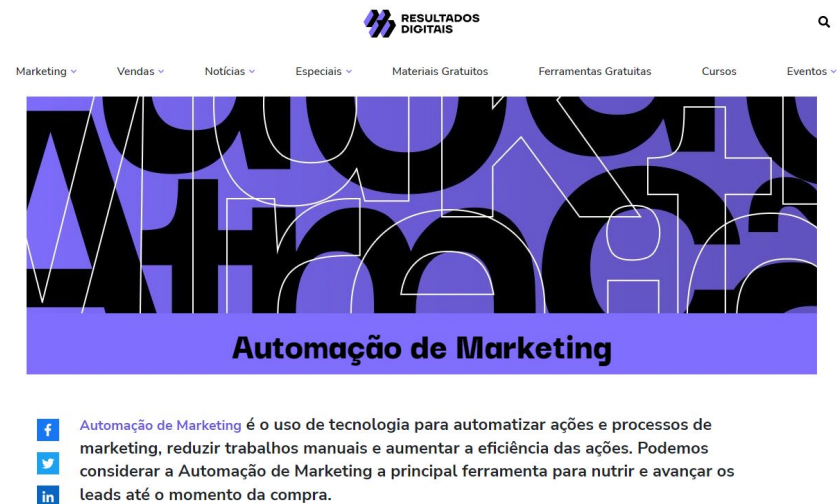 RESULTADOS
DIGITAIS
Marketing Vendas Notícias Especiais Materiais Gratuitos Ferramentas Gratuitas Cursos Eventos
Automação de Marketing
Automação de Marketing é o uso de tecnologia para automatizar ações e processos de
marketing, reduzir trabalhos manuais e aumentar a eficiência das ações. Podemos
considerar a Automação de Marketing a principal ferramenta para nutrir e avançar os
leads até o momento da compra.